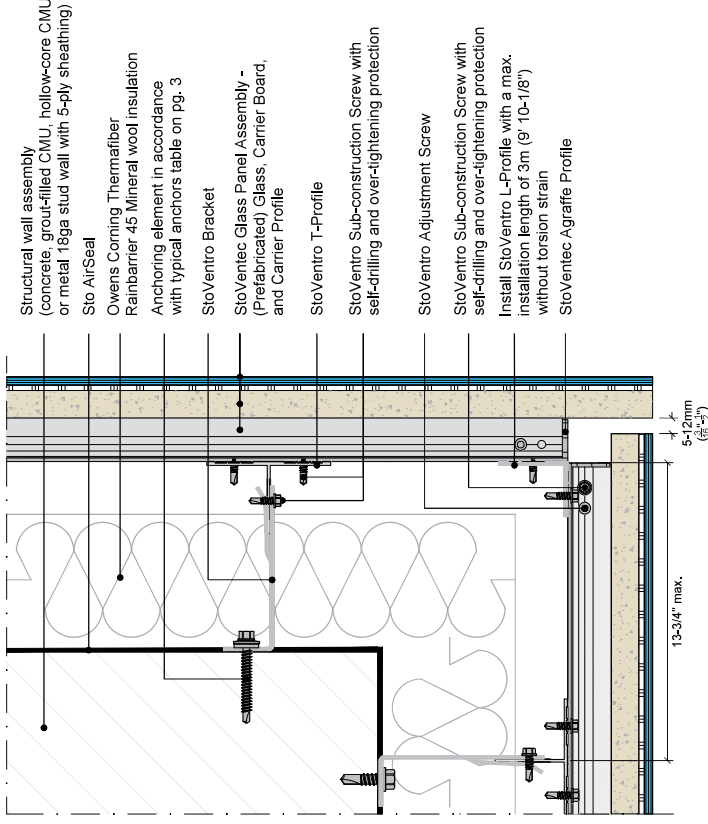 Structural wall assembly
(concrete, grout-filled CMU, hollow-core CMU
or metal 18ga stud wall with 5-ply sheathing)
Sto AirSeal
Owens Corning Thermafiber
Rainbarrier 45 Mineral wool insulation
Anchoring element in accordance
with typical anchors table on pg. 3
StoVentro Bracket
StoVentec Glass Panel Assembly -
(Prefabricated) Glass, Carrier Board,
and Carrier Profile
StoVentro T-Profile
StoVentro Sub-construction Screw with
self-drilling and over-tightening protection
StoVentro Adjustment Screw
StoVentro Sub-construction Screw with
self-drilling and over-tightening protection
Install StoVentro L-Profile with a max.
installation length of 3m (9' 10-1/8")
without torsion strain
StoVentec Agraffe Profile
5-12mm
(3/16"-1/2")
13-3/4" max.